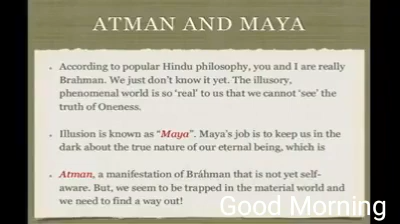 ATMAN AND MAYA
According to popular Hindu philosophy, you and I are really
Brahman. We just don't know it yet. The illusory,
phenomenal world is so 'real' to us that we cannot 'see' the
truth of Oneness.
Illusion is known as "Maya". Maya's job is to keep us in the
dark about the true nature of our eternal being, which is
Atman, a manifestation of Bráhman that is not yet self-
aware. But, we seem to be trapped in the material world and
we need to find a way out!
Good Morning